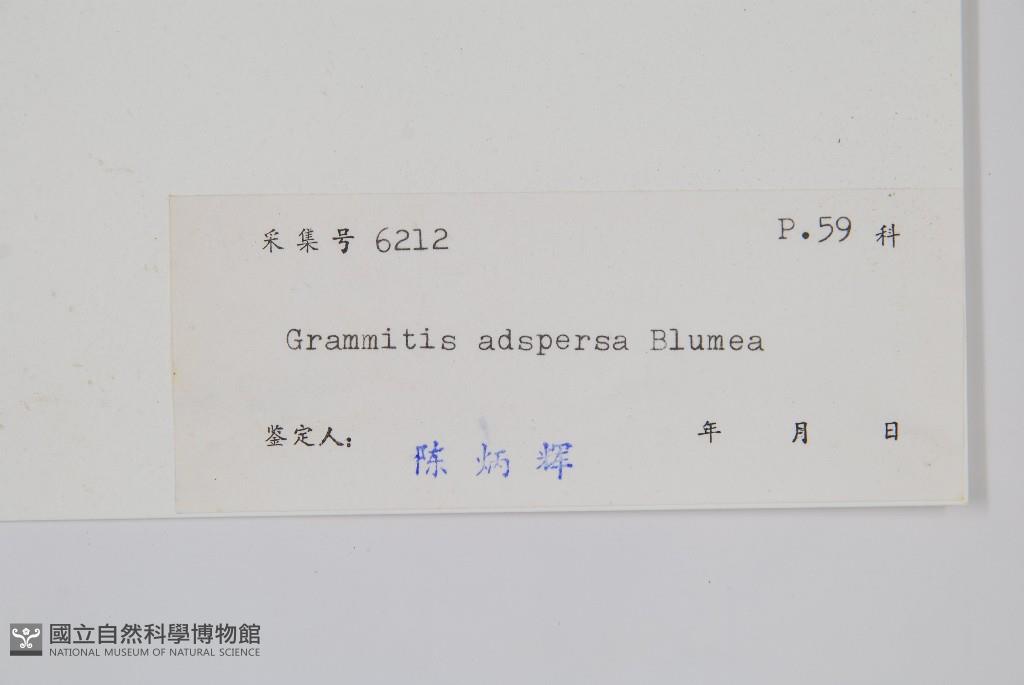 采集号 6212 P.59 科
Grammitis adspersa Blumea
鉴定人: 陈炳辉 年 月 日
國立自然科學博物館
NATIONAL MUSEUM OF NATURAL SCIENCE